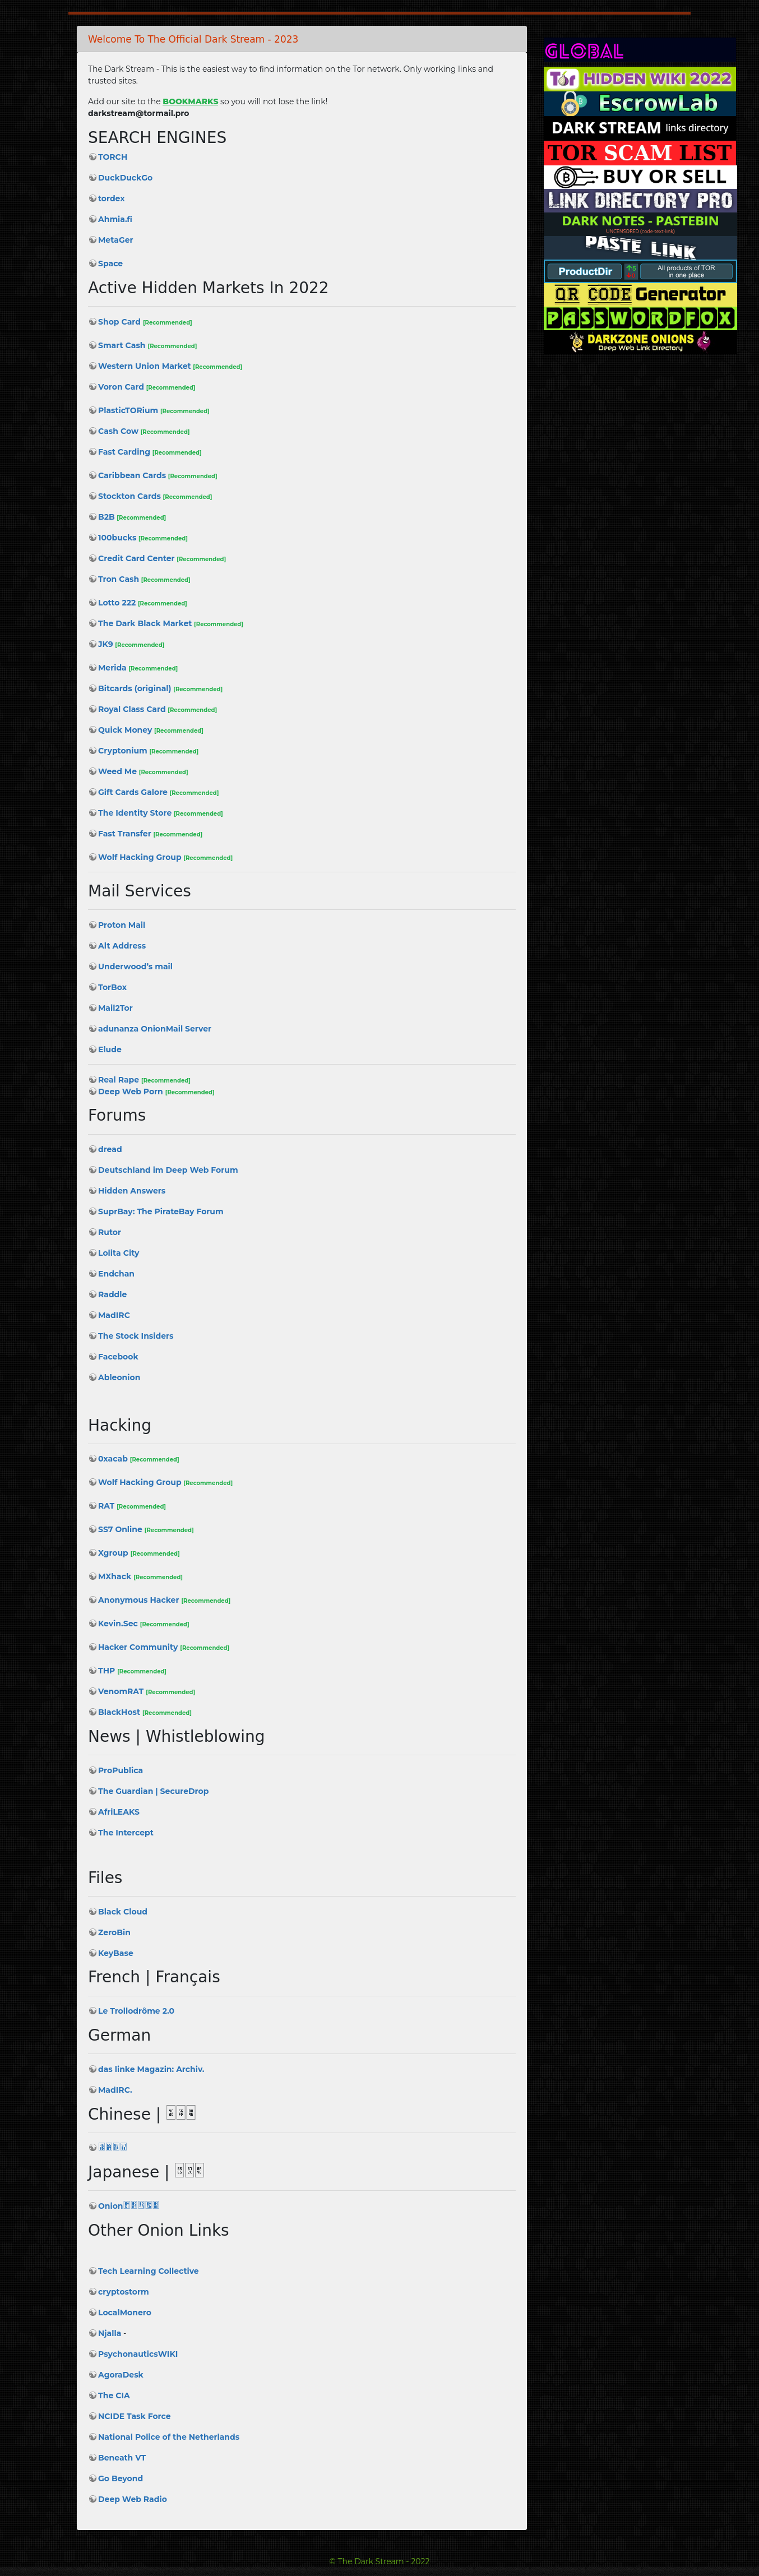 Welcome To The Official Dark Stream - 2023
The Dark Stream - This is the easiest way to find information on the Tor network. Only working links and
trusted sites.
Add our site to the BOOKMARKS so you will not lose the link!
darkstream@tormail.pro
SEARCH ENGINES
TORCH
DuckDuckGo
tordex
Ahmia.fi
MetaGer
Space
Active Hidden Markets In 2022
Shop Card [Recommended]
Smart Cash [Recommended]
Western Union Market [Recommended]
Voron Card [Recommended]
PlasticTORium [Recommended]
Cash Cow [Recommended]
Fast Carding [Recommended]
Caribbean Cards [Recommended]
Stockton Cards [Recommended]
B2B [Recommended]
100bucks [Recommended]
Credit Card Center [Recommended]
Tron Cash [Recommended]
Lotto 222 [Recommended]
The Dark Black Market [Recommended]
JK9 [Recommended]
Merida [Recommended]
Bitcards (original) [Recommended]
Royal Class Card [Recommended]
Quick Money [Recommended]
Cryptonium [Recommended]
Weed Me [Recommended]
Gift Cards Galore [Recommended]
The Identity Store [Recommended]
Fast Transfer [Recommended]
Wolf Hacking Group [Recommended]
Mail Services
Proton Mail
Alt Address
Underwood's mail
TorBox
Mail2Tor
adunanza OnionMail Server
Elude
Real Rape [Recommended]
Deep Web Porn [Recommended]
Forums
dread
Deutschland im Deep Web Forum
Hidden Answers
SuprBay: The PirateBay Forum
Rutor
Lolita City
Endchan
Raddle
MadIRC
The Stock Insiders
Facebook
Ableonion
Hacking
0xacab [Recommended]
Wolf Hacking Group [Recommended]
RAT [Recommended]
SS7 Online [Recommended]
Xgroup [Recommended]
MXhack [Recommended]
Anonymous Hacker [Recommended]
Kevin.Sec [Recommended]
Hacker Community [Recommended]
THP [Recommended]
VenomRAT [Recommended]
BlackHost [Recommended]
News | Whistleblowing
ProPublica
The Guardian | SecureDrop
AfriLEAKS
The Intercept
Files
Black Cloud
ZeroBin
KeyBase
French | Français
Le Trollodrôme 2.0
German
das linke Magazin: Archiv.
MadIRC.
Chinese |
Japanese |
Onion
Other Onion Links
Tech Learning Collective
cryptostorm
LocalMonero
Njalla -
PsychonauticsWIKI
AgoraDesk
The CIA
NCIDE Task Force
National Police of the Netherlands
Beneath VT
Go Beyond
Deep Web Radio
GLOBAL
Tor HIDDEN WIKI 2022
EscrowLab
DARK STREAM links directory
TOR SCAM LIST
BUY OR SELL
LINK DIRECTORY PRO
DARK NOTES - PASTEBIN
UNCENSORED [code-text-link]
PASTE LINK
ProductDir
All products of TOR
in one place
QR CODE Generator
PASSWORDFOX
DARKZONE ONIONS
Deep Web Link Directory
© The Dark Stream - 2022